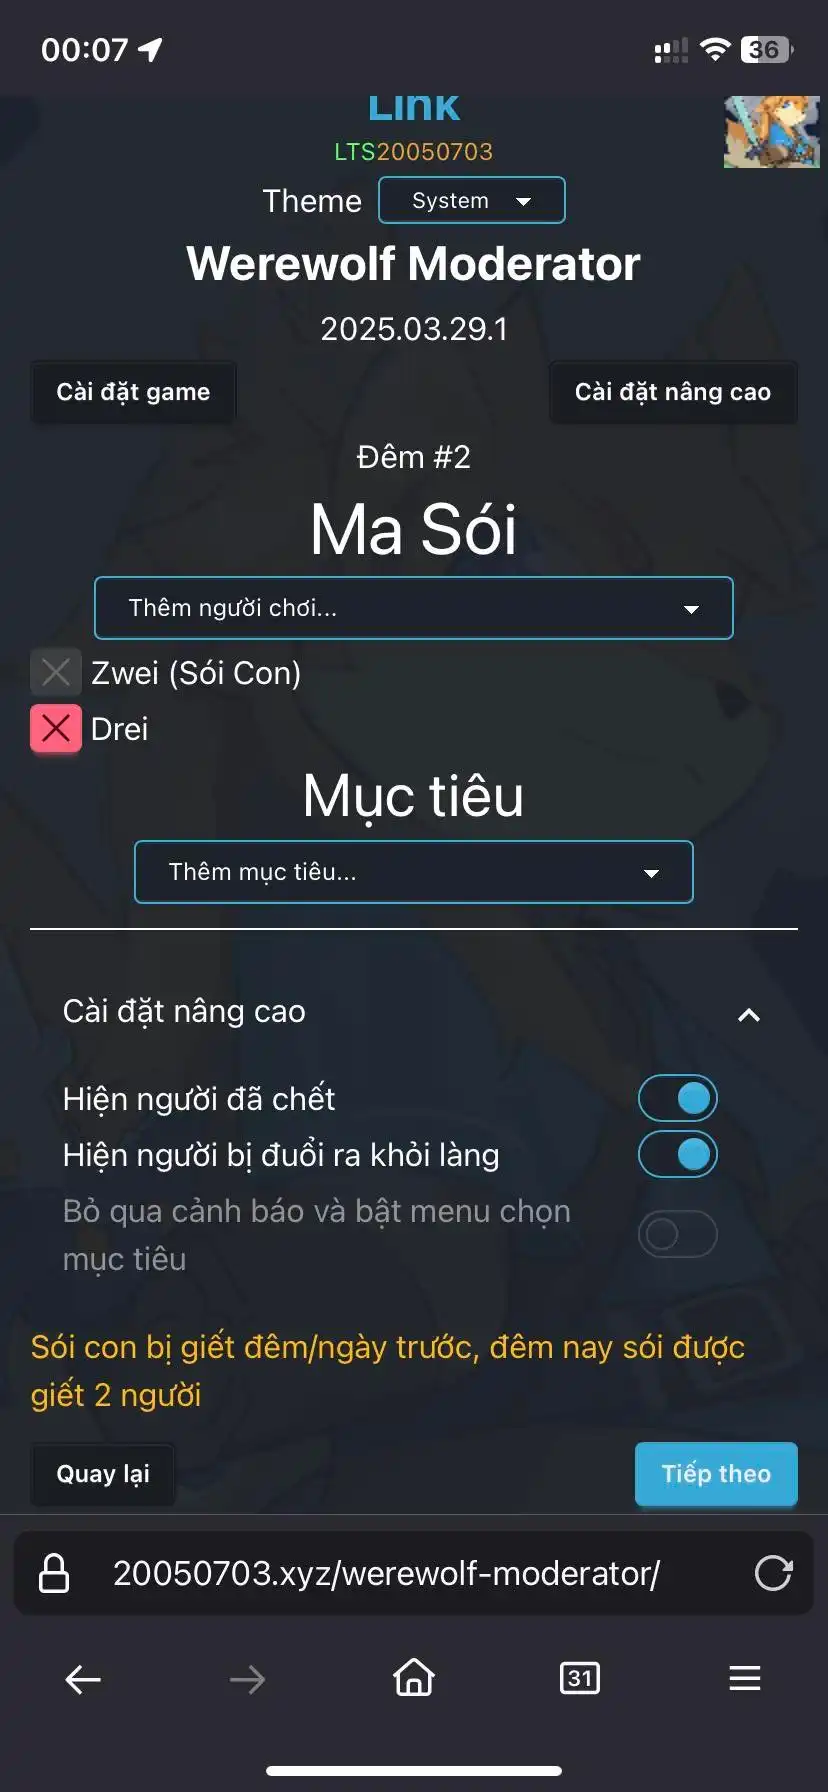 00:07
36
Link
LTS20050703
Theme System
Werewolf Moderator
2025.03.29.1
Cài đặt game
Cài đặt nâng cao
Đêm #2
Ma Sói
Thêm người chơi...
Zwei (Sói Con)
Drei
Mục tiêu
Thêm mục tiêu...
Cài đặt nâng cao
Hiện người đã chết
Hiện người bị đuổi ra khỏi làng
Bỏ qua cảnh báo và bật menu chọn
mục tiêu
Sói con bị giết đêm/ngày trước, đêm nay sói được
giết 2 người
Quay lại
Tiếp theo
20050703.xyz/werewolf-moderator/
31